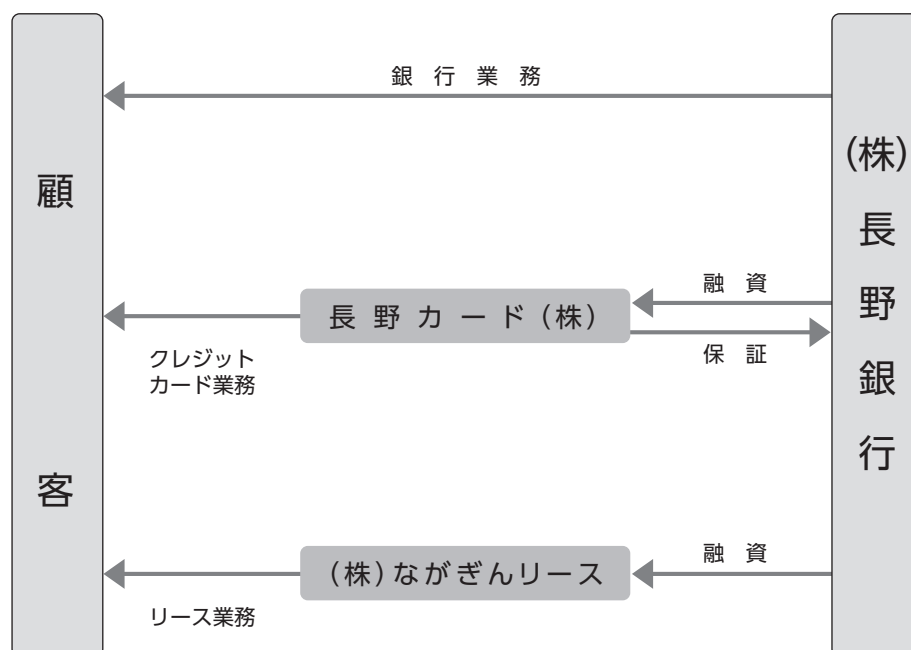 銀行業務
顧客
(株)長野銀行
長野カード(株)
融資
保証
クレジット
カード業務
(株)ながぎんリース
融資
リース業務